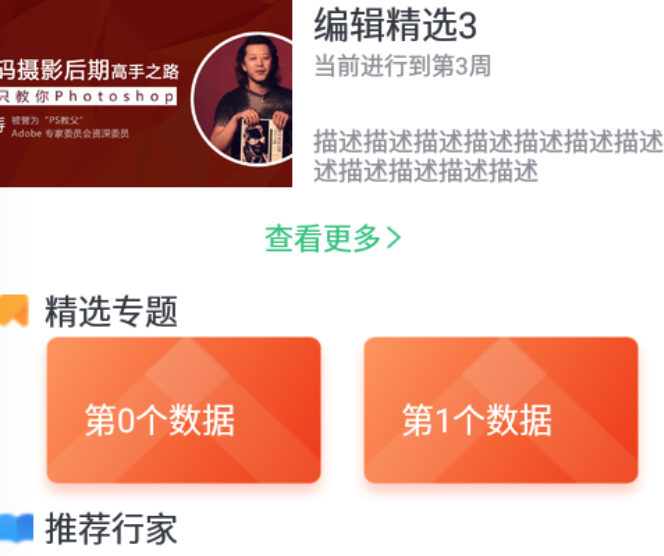 编辑精选3
当前进行到第3周
码摄影后期高手之路
只教你Photoshop
被誉为“PS教父”
Adobe 专家委员会资深委员
描述描述描述描述描述描述描述
述描述描述描述描述
查看更多>
精选专题
第0个数据
第1个数据
推荐行家